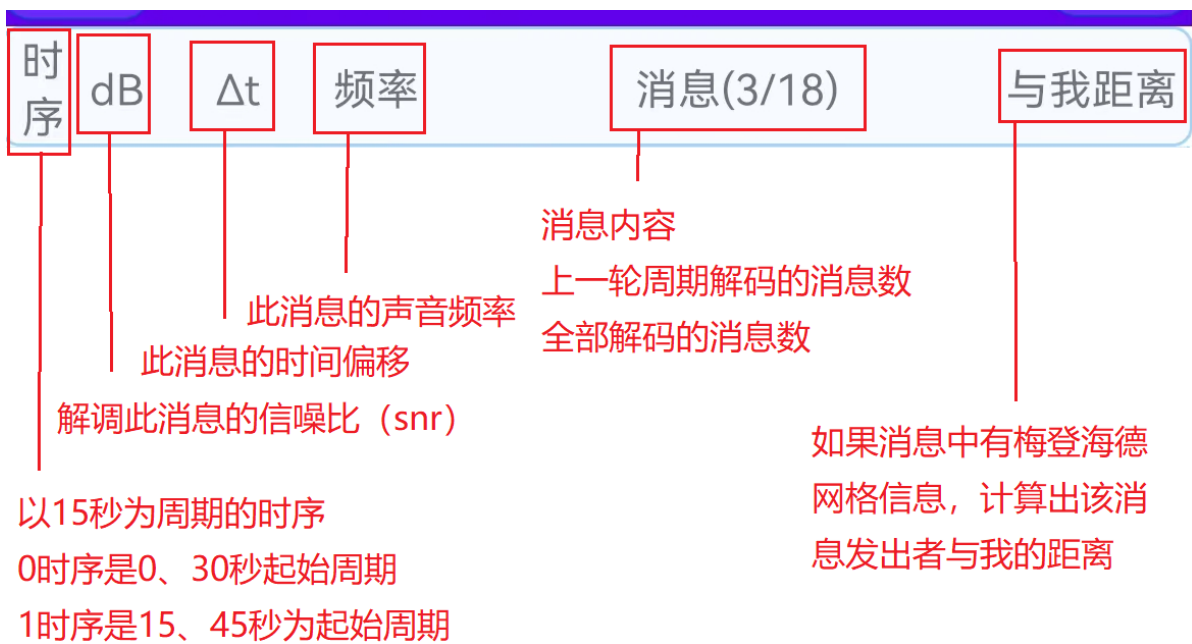 时序
dB
Δt
频率
消息(3/18)
与我距离
消息内容
上一轮周期解码的消息数
全部解码的消息数
此消息的声音频率
此消息的时间偏移
解调此消息的信噪比（snr）
如果消息中有梅登海德
网格信息，计算出该消
息发出者与我的距离
以15秒为周期的时序
0时序是0、30秒起始周期
1时序是15、45秒为起始周期